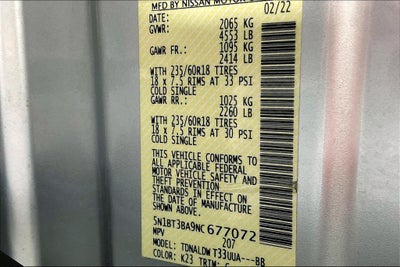 MFD BY NISSAN MOTOR
DATE: 02/22
GVWR: 2065 KG
4553 LB
GAWR FR.: 1095 KG
2414 LB
WITH 235/60R18 TIRES
18 x 7.5 RIMS AT 33 PSI
COLD SINGLE
GAWR RR.: 1025 KG
2260 LB
WITH 235/60R18 TIRES
18 x 7.5 RIMS AT 30 PSI
COLD SINGLE
THIS VEHICLE CONFORMS TO
ALL APPLICABLE FEDERAL
MOTOR VEHICLE SAFETY AND
THEFT PREVENTION
STANDARDS IN EFFECT ON
THE DATE OF MANUFACTURE
SHOWN ABOVE.
5N1BT3BA9NC677072
MPV 207
MODEL: TDNALDWT33UUA---BB
COLOR: K23 TRIM: